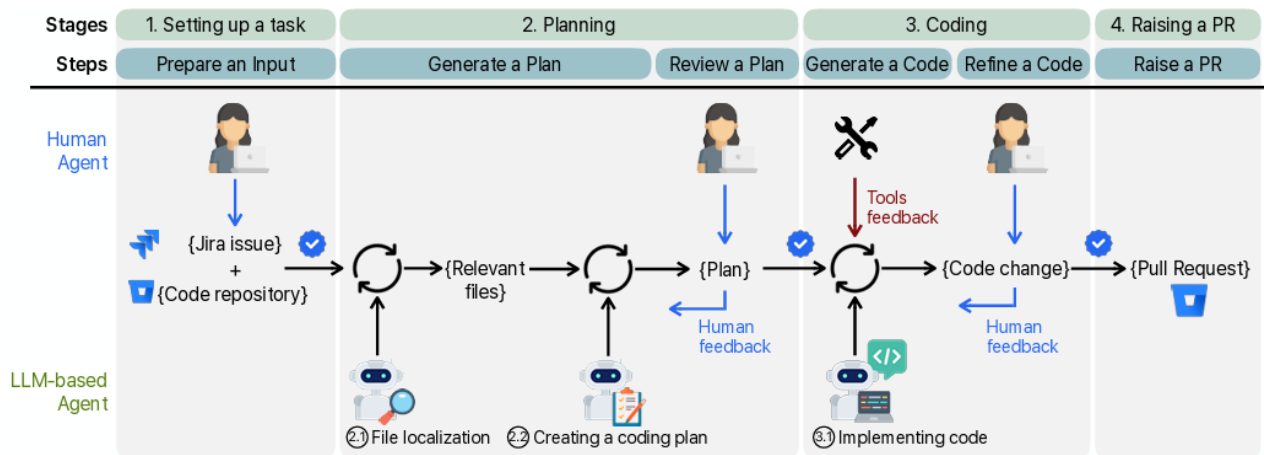 Stages
1. Setting up a task
2. Planning
3. Coding
4. Raising a PR
Steps
Prepare an Input
Generate a Plan
Review a Plan
Generate a Code
Refine a Code
Raise a PR
Human
Agent
Tools
feedback
{Jira issue}
+
{Code repository}
{Relevant
files}
{Plan}
{Code change}
{Pull Request}
Human
feedback
Human
feedback
</>
LLM-based
Agent
2.1 File localization
2.2 Creating a coding plan
3.1 Implementing code